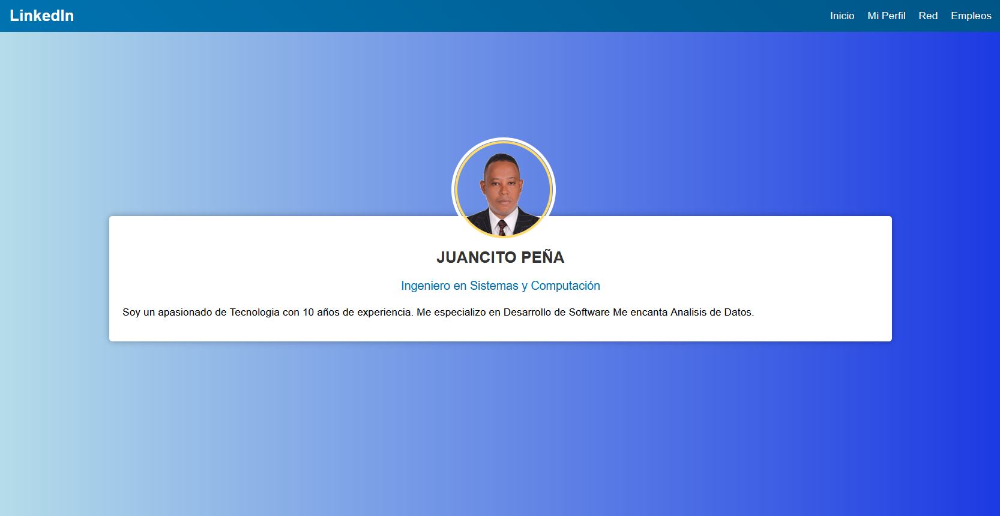 LinkedIn
Inicio Mi Perfil Red Empleos
JUANCITO PEÑA
Ingeniero en Sistemas y Computación
Soy un apasionado de Tecnologia con 10 años de experiencia. Me especializo en Desarrollo de Software Me encanta Analisis de Datos.